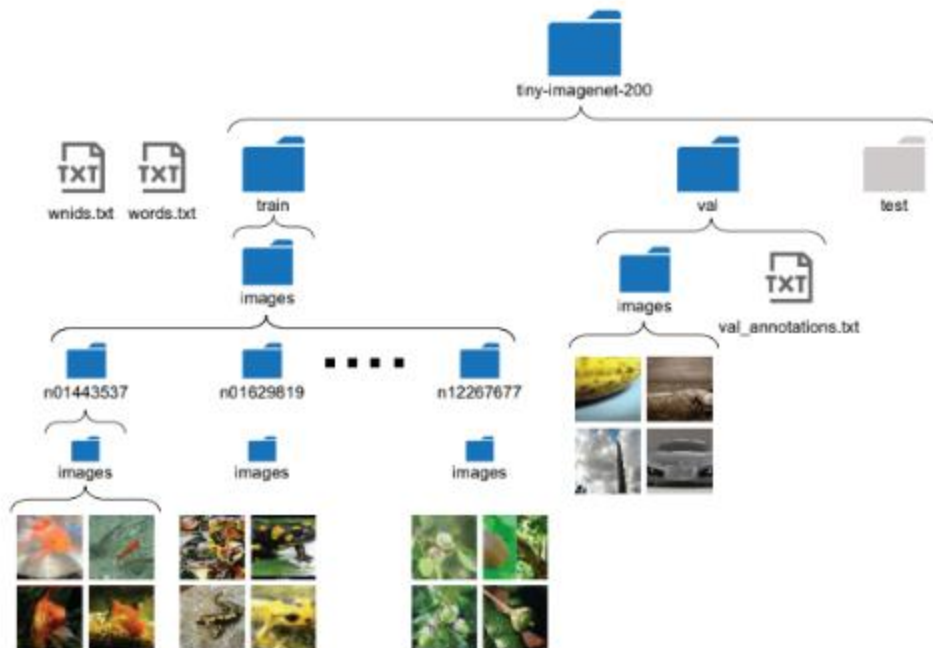 tiny-imagenet-200
TXT
TXT
wnids.txt
words.txt
train
val
test
images
images
TXT
val_annotations.txt
n01443537
n01629819
n12267677
images
images
images